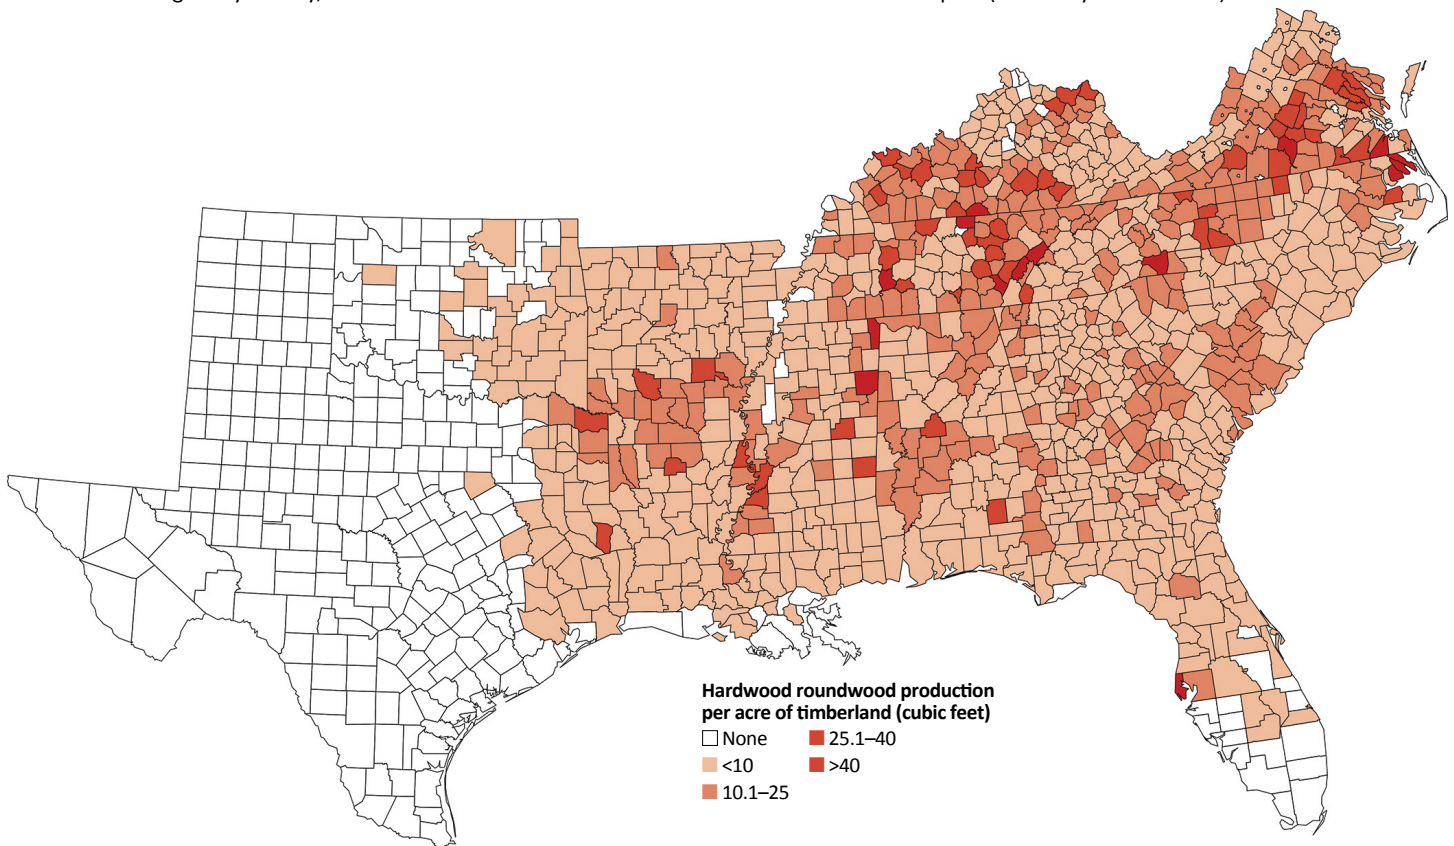 Hardwood roundwood production
per acre of timberland (cubic feet)
None
<10
10.1–25
25.1–40
>40